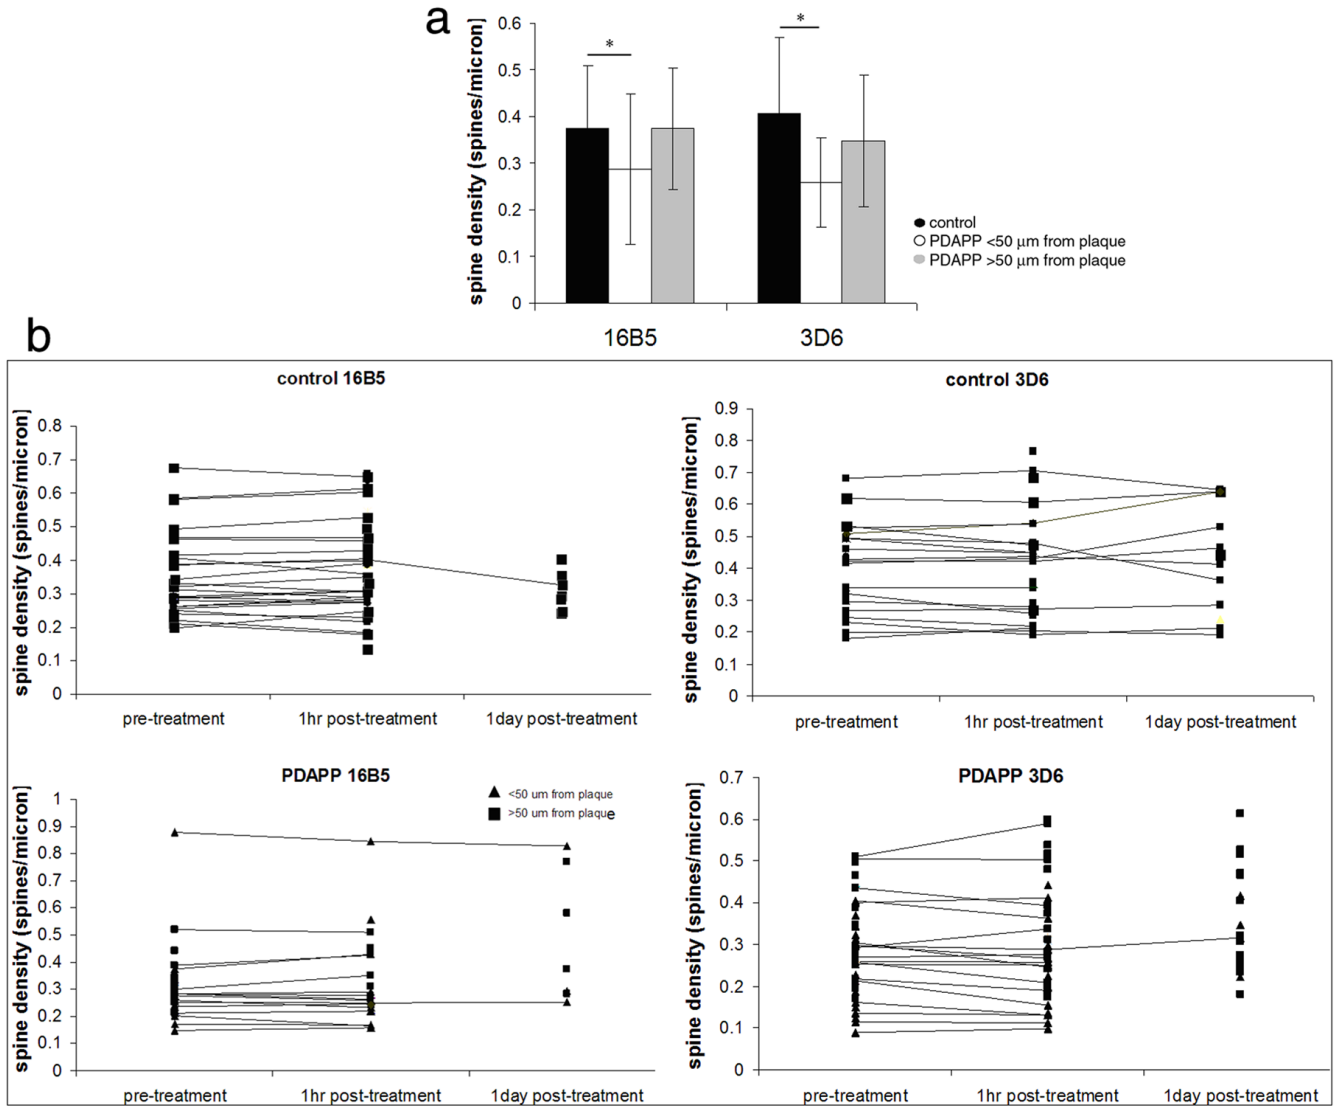 a
spine density (spines/micron]
0.6
0.5
0.4
0.3
0.2
0.1
0
*
*
16B5
3D6
control
PDAPP <50 μm from plaque
PDAPP >50 μm from plaque
b
control 16B5
spine density (spines/micron]
0.8
0.7
0.6
0.5
0.4
0.3
0.2
0.1
0
pre-treatment 1hr post-treatment 1day post-treatment
control 3D6
spine density (spines/micron]
0.9
0.8
0.7
0.6
0.5
0.4
0.3
0.2
0.1
0
pre-treatment 1hr post-treatment 1day post-treatment
PDAPP 16B5
<50 um from plaque
>50 um from plaque
spine density (spines/micron]
1
0.9
0.8
0.7
0.6
0.5
0.4
0.3
0.2
0.1
0
pre-treatment 1hr post-treatment 1day post-treatment
PDAPP 3D6
spine density (spines/micron]
0.7
0.6
0.5
0.4
0.3
0.2
0.1
0
pre-treatment 1hr post-treatment 1day post-treatment